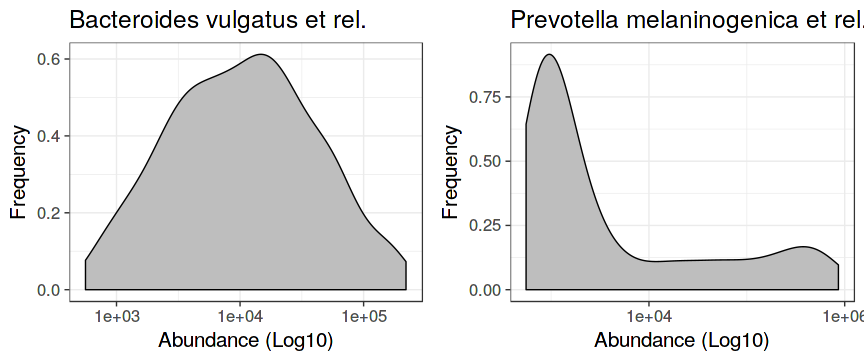 Bacteroides vulgatus et rel.
Frequency
0.6
0.4
0.2
0.0
1e+03 1e+04 1e+05
Abundance (Log10)
Prevotella melaninogenica et rel.
Frequency
0.75
0.50
0.25
0.00
1e+04 1e+06
Abundance (Log10)